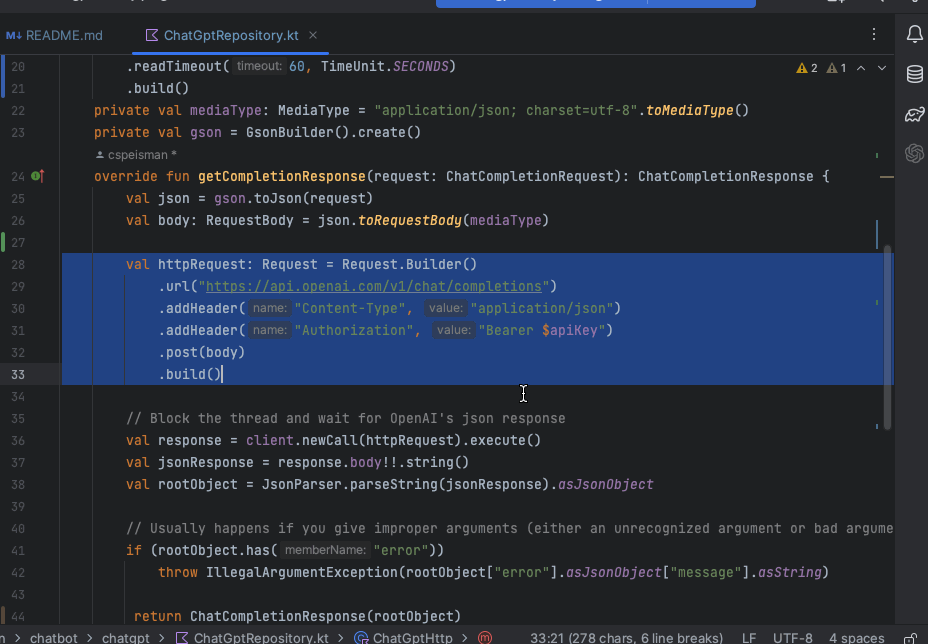 README.md ChatGptRepository.kt
20 .readTimeout( timeout: 60, TimeUnit.SECONDS) 2 1
21 .build()
22 private val mediaType: MediaType = "application/json; charset=utf-8".toMediaType()
23 private val gson = GsonBuilder().create()
cspeisman *
24 override fun getCompletionResponse(request: ChatCompletionRequest): ChatCompletionResponse {
25 val json = gson.toJson(request)
26 val body: RequestBody = json.toRequestBody(mediaType)
27
28 val httpRequest: Request = Request.Builder()
29 .url("https://api.openai.com/v1/chat/completions")
30 .addHeader( name: "Content-Type", value: "application/json")
31 .addHeader( name: "Authorization", value: "Bearer $apiKey")
32 .post(body)
33 .build()
34
35 // Block the thread and wait for OpenAI's json response
36 val response = client.newCall(httpRequest).execute()
37 val jsonResponse = response.body!!.string()
38 val rootObject = JsonParser.parseString(jsonResponse).asJsonObject
39
40 // Usually happens if you give improper arguments (either an unrecognized argument or bad argume
41 if (rootObject.has( memberName: "error"))
42 throw IllegalArgumentException(rootObject["error"].asJsonObject["message"].asString)
43
44 return ChatCompletionResponse(rootObject)
n > chatbot > chatgpt > ChatGptRepository.kt > ChatGptHttp > m 33:21 (278 chars, 6 line breaks) LF UTF-8 4 spaces